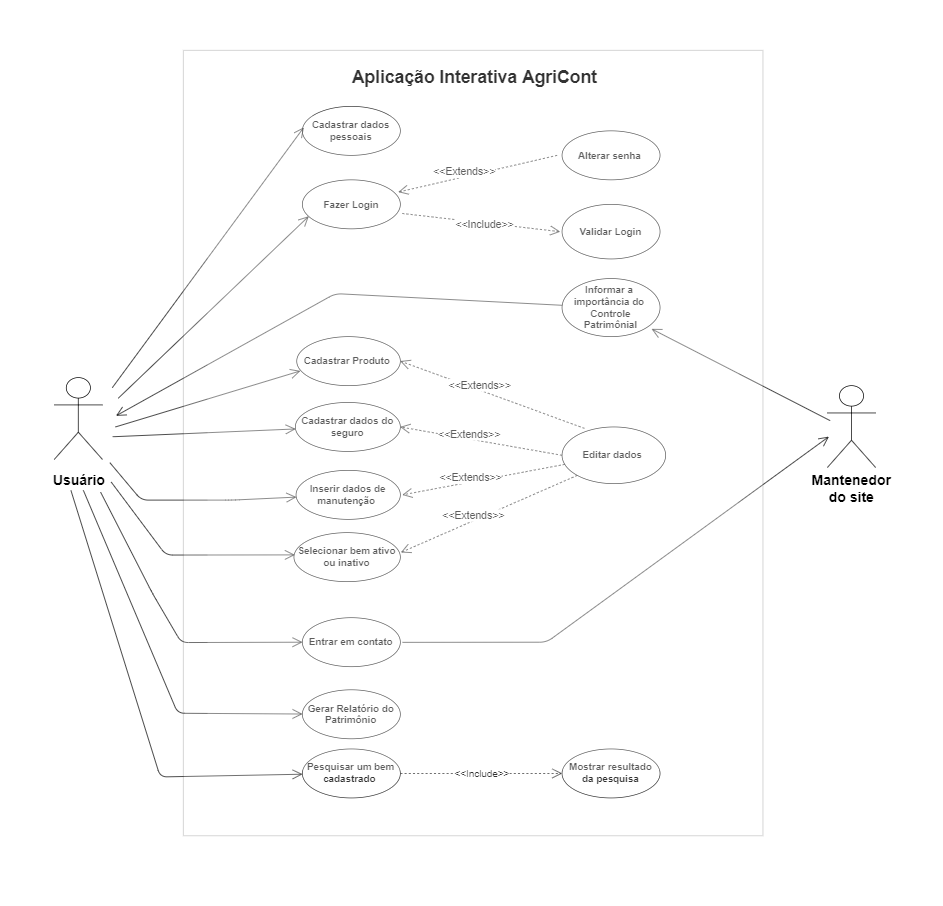 Aplicação Interativa AgriCont
Cadastrar dados
pessoais
Alterar senha
<<Extends>>
Fazer Login
<<Include>>
Validar Login
Informar a
importância do
Controle
Patrimônial
Cadastrar Produto
<<Extends>>
Cadastrar dados do
seguro
<<Extends>>
Editar dados
Usuário
Mantenedor
do site
<<Extends>>
Inserir dados de
manutenção
<<Extends>>
Selecionar bem ativo
ou inativo
Entrar em contato
Gerar Relatório do
Patrimônio
Pesquisar um bem
cadastrado
<<Include>>
Mostrar resultado
da pesquisa